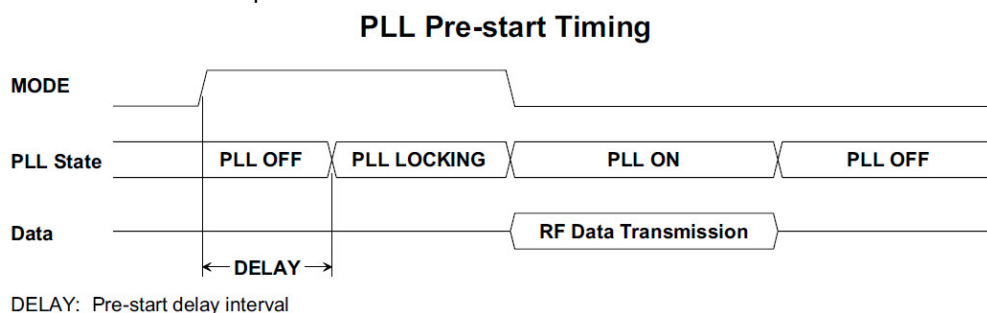 PLL Pre-start Timing
MODE
PLL State PLL OFF PLL LOCKING PLL ON PLL OFF
Data RF Data Transmission
DELAY
DELAY: Pre-start delay interval